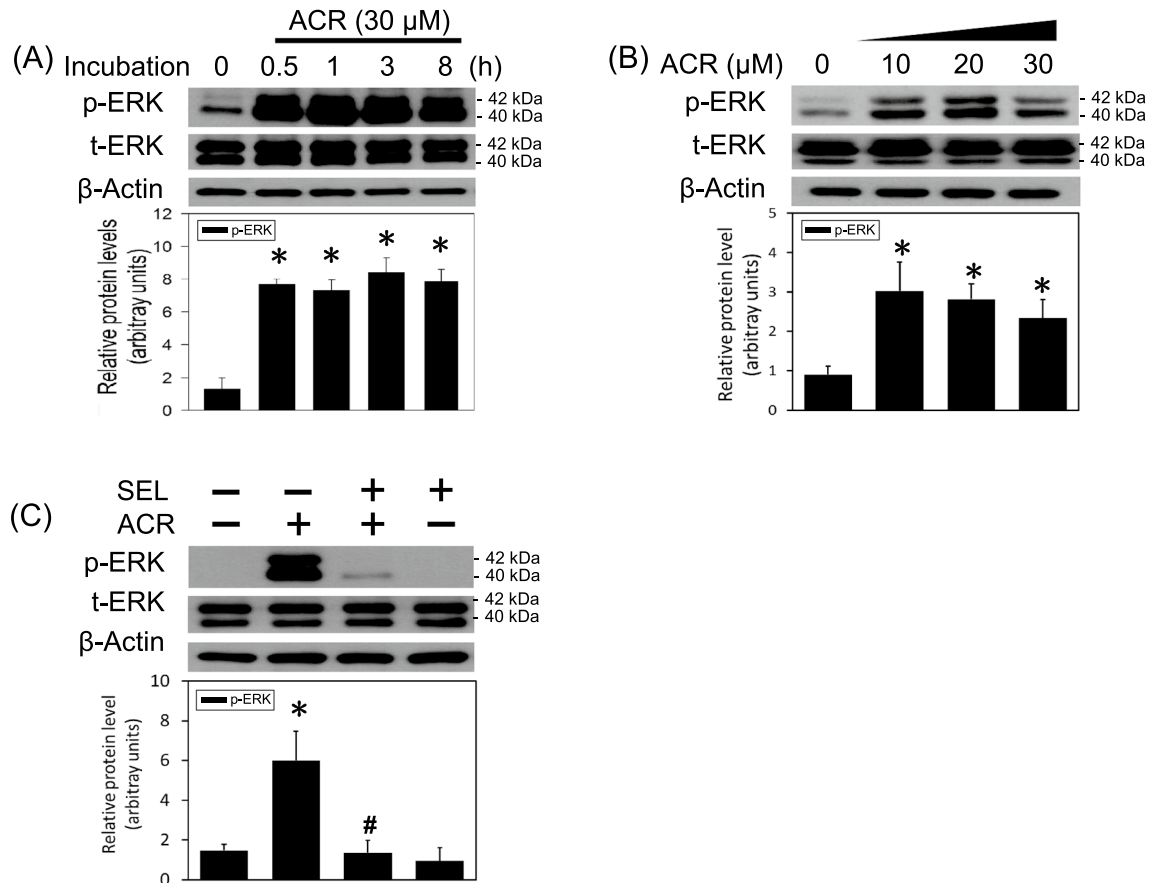 ACR (30 µM)
(A) Incubation 0 0.5 1 3 8 (h)
p-ERK - 42 kDa
- 40 kDa
t-ERK - 42 kDa
- 40 kDa
β-Actin
Relative protein levels
(arbitray units)
12
10
8
6
4
2
0
p-ERK
* * * *
(B) ACR (µM) 0 10 20 30
p-ERK - 42 kDa
- 40 kDa
t-ERK - 42 kDa
- 40 kDa
β-Actin
Relative protein level
(arbitray units)
5
4
3
2
1
0
p-ERK
* * *
(C)
SEL − − + +
ACR − + + −
p-ERK - 42 kDa
- 40 kDa
t-ERK - 42 kDa
- 40 kDa
β-Actin
Relative protein level
(arbitray units)
10
8
6
4
2
0
p-ERK
* #